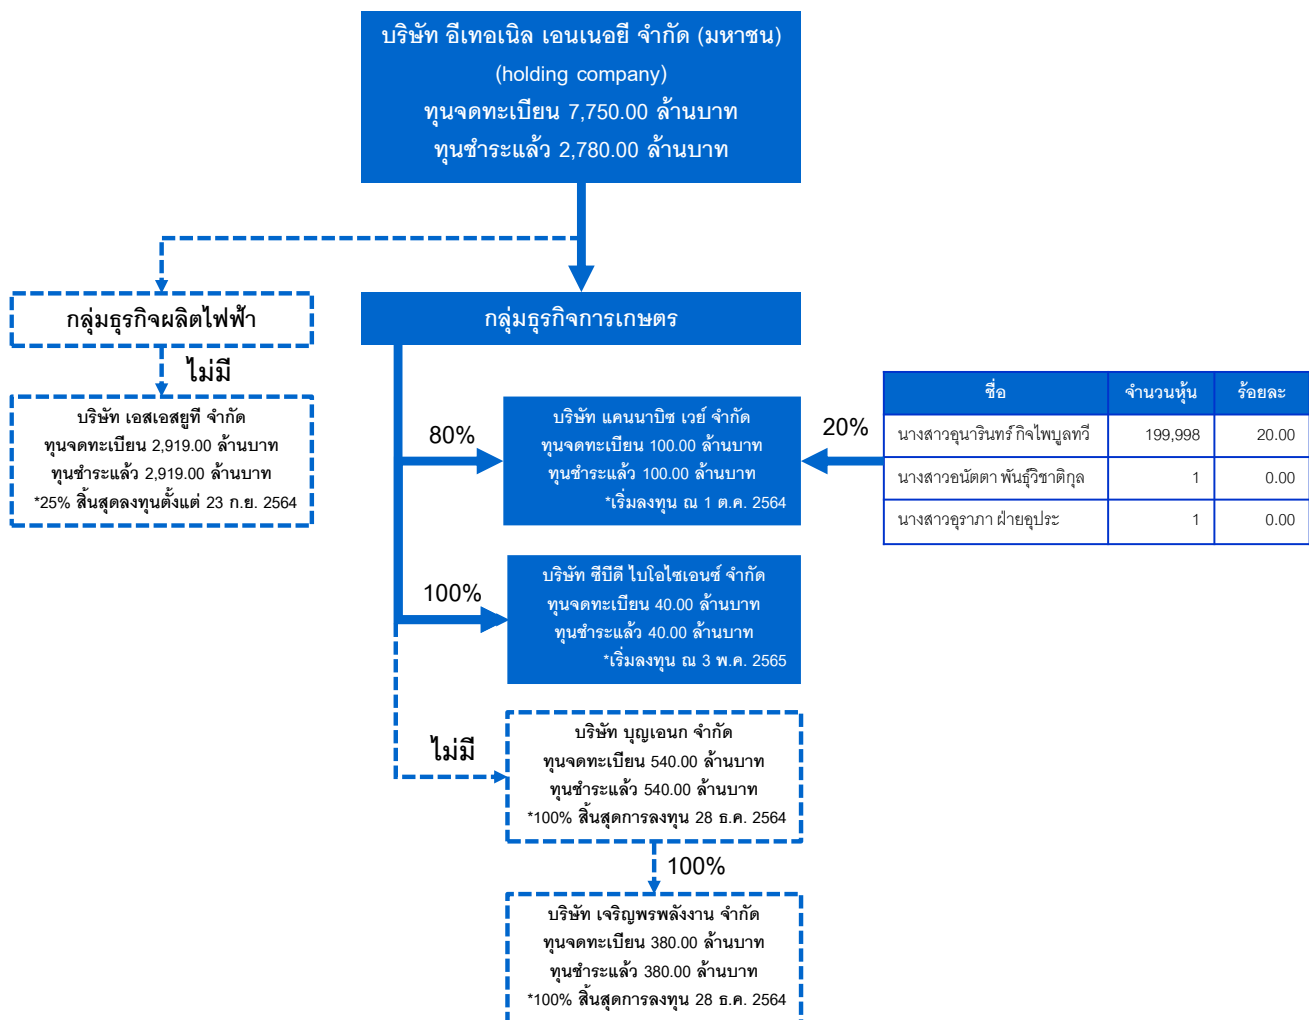 บริษัท อีเทอเนิล เอนเนอยี จำกัด (มหาชน)
(holding company)
ทุนจดทะเบียน 7,750.00 ล้านบาท
ทุนชำระแล้ว 2,780.00 ล้านบาท
กลุ่มธุรกิจผลิตไฟฟ้า
ไม่มี
บริษัท เอสเอสยูที จำกัด
ทุนจดทะเบียน 2,919.00 ล้านบาท
ทุนชำระแล้ว 2,919.00 ล้านบาท
*25% สิ้นสุดลงทุนตั้งแต่ 23 ก.ย. 2564
กลุ่มธุรกิจการเกษตร
80%
บริษัท แคนนาบิซ เวย์ จำกัด
ทุนจดทะเบียน 100.00 ล้านบาท
ทุนชำระแล้ว 100.00 ล้านบาท
*เริ่มลงทุน ณ 1 ต.ค. 2564
20%
ชื่อ จำนวนหุ้น ร้อยละ
นางสาวอุนารินทร์ กิจไพบูลทวี 199,998 20.00
นางสาวอนัตตา พันธุ์วิชาติกุล 1 0.00
นางสาวอุราภา ฝ่ายอุประ 1 0.00
100%
บริษัท ซีบีดี ไบโอไซเอนซ์ จำกัด
ทุนจดทะเบียน 40.00 ล้านบาท
ทุนชำระแล้ว 40.00 ล้านบาท
*เริ่มลงทุน ณ 3 พ.ค. 2565
ไม่มี
บริษัท บุญเอนก จำกัด
ทุนจดทะเบียน 540.00 ล้านบาท
ทุนชำระแล้ว 540.00 ล้านบาท
*100% สิ้นสุดการลงทุน 28 ธ.ค. 2564
100%
บริษัท เจริญพรพลังงาน จำกัด
ทุนจดทะเบียน 380.00 ล้านบาท
ทุนชำระแล้ว 380.00 ล้านบาท
*100% สิ้นสุดการลงทุน 28 ธ.ค. 2564